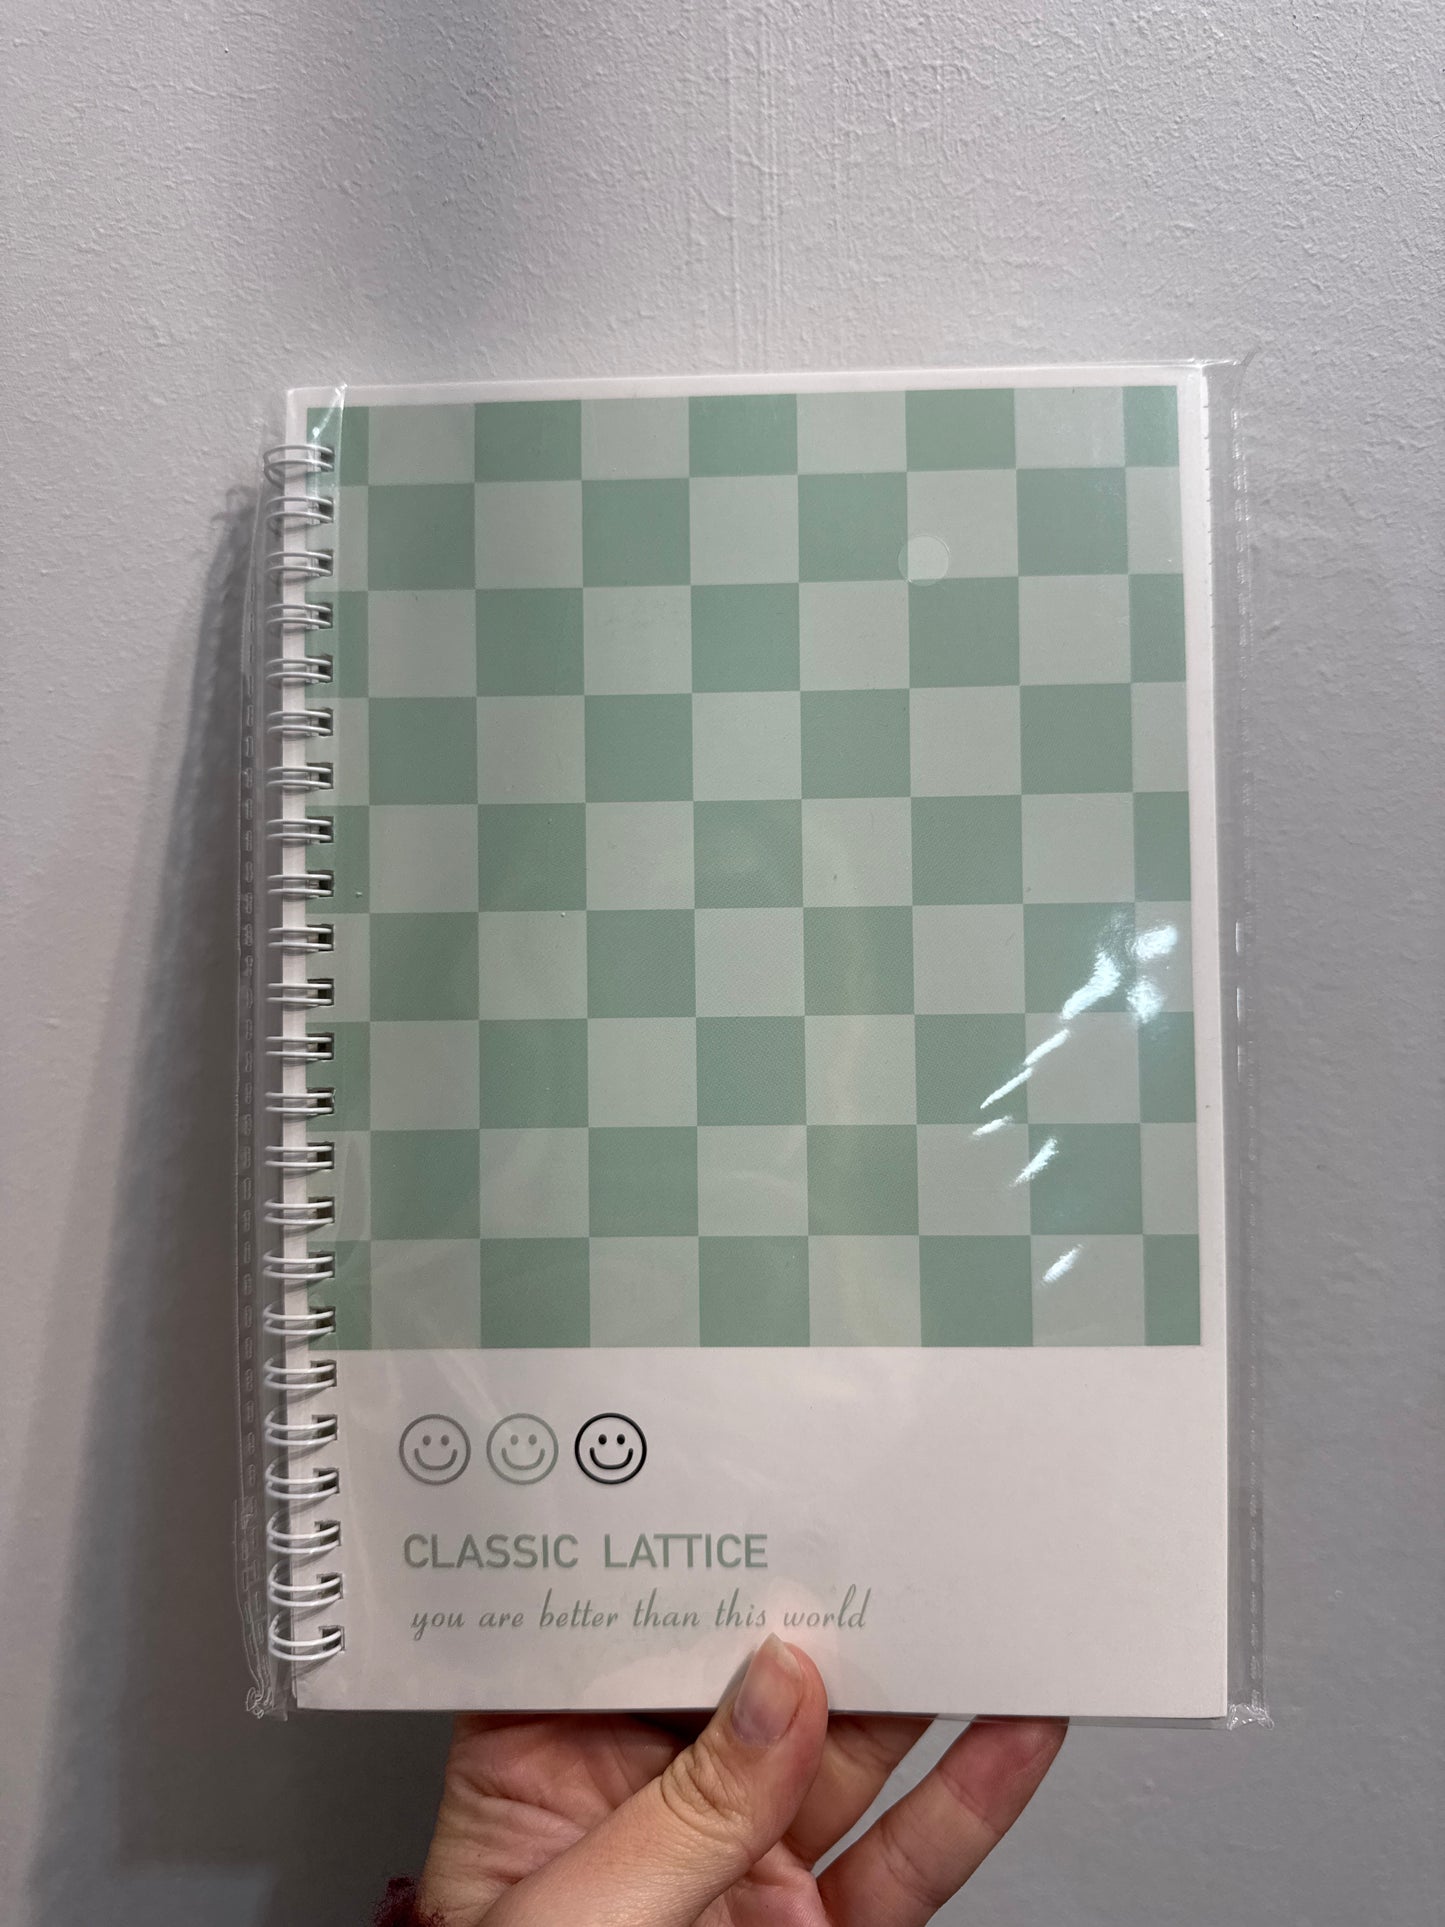 CLASSIC LATTICE
you are better than this world